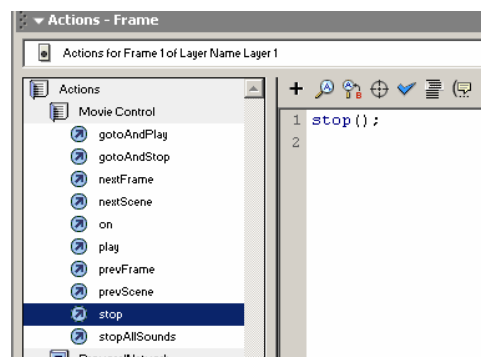 Actions - Frame
Actions for Frame 1 of Layer Name Layer 1
Actions
Movie Control
gotoAndPlay
gotoAndStop
nextFrame
nextScene
on
play
prevFrame
prevScene
stop
stopAllSounds
1 stop();
2